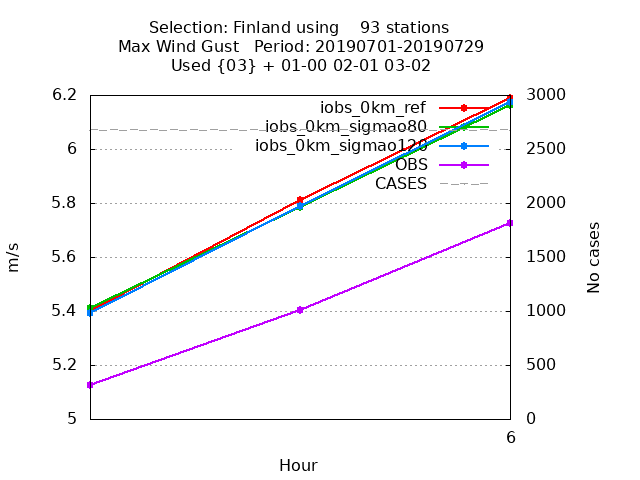 Selection: Finland using 93 stations
Max Wind Gust Period: 20190701-20190729
Used {03} + 01-00 02-01 03-02
6.2
6
5.8
5.6
5.4
5.2
5
m/s
3000
2500
2000
1500
1000
500
0
No cases
iobs_0km_ref
iobs_0km_sigmao80
iobs_0km_sigmao120
OBS
CASES
6
Hour